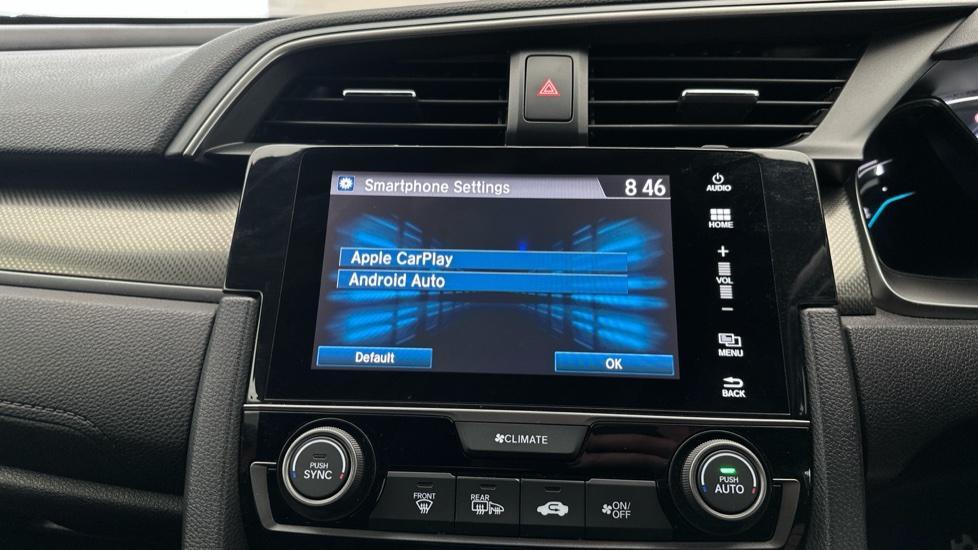 Smartphone Settings 8 46
Apple CarPlay
Android Auto
Default OK
AUDIO
HOME
+
VOL
−
MENU
BACK
CLIMATE
PUSH
SYNC
FRONT
REAR
ON/
OFF
PUSH
AUTO